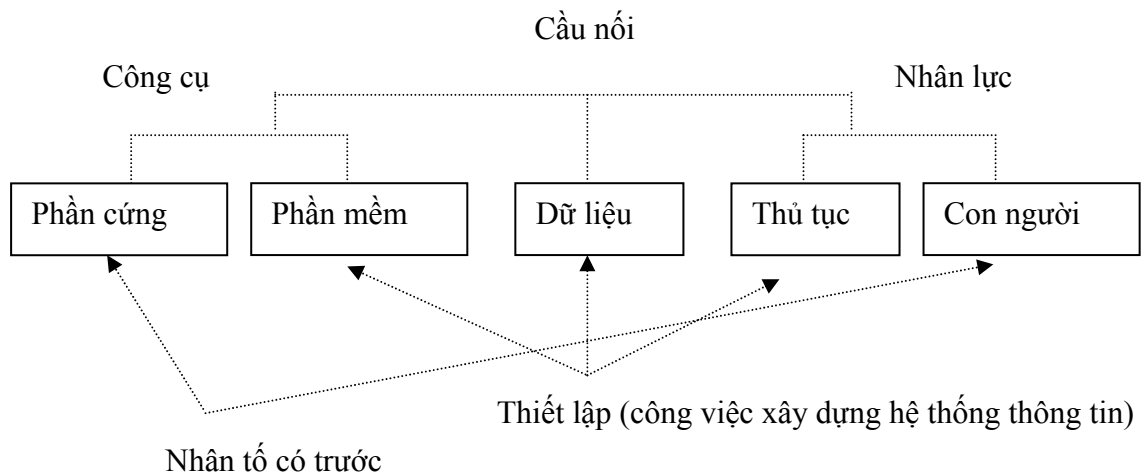 Cầu nối
Công cụ
Nhân lực
Phần cứng
Phần mềm
Dữ liệu
Thủ tục
Con người
Thiết lập (công việc xây dựng hệ thống thông tin)
Nhân tố có trước